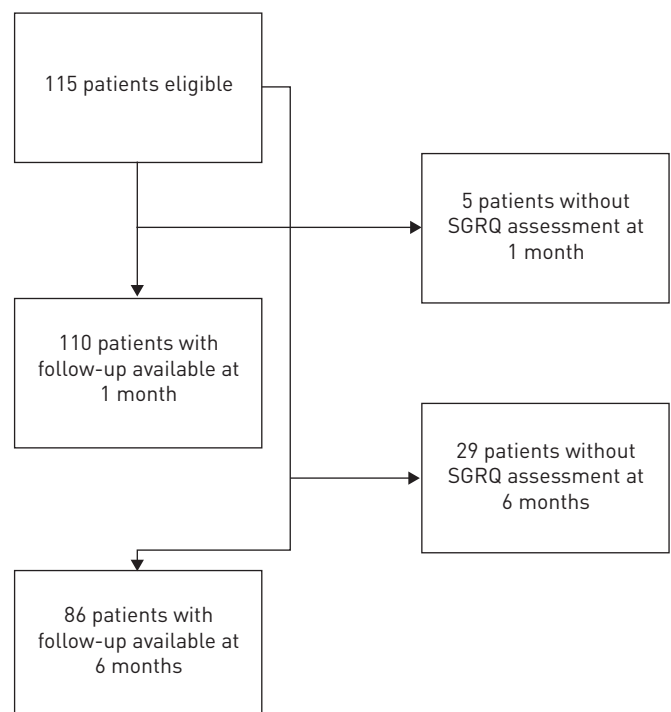 115 patients eligible
5 patients without
SGRQ assessment at
1 month
110 patients with
follow-up available at
1 month
29 patients without
SGRQ assessment at
6 months
86 patients with
follow-up available at
6 months